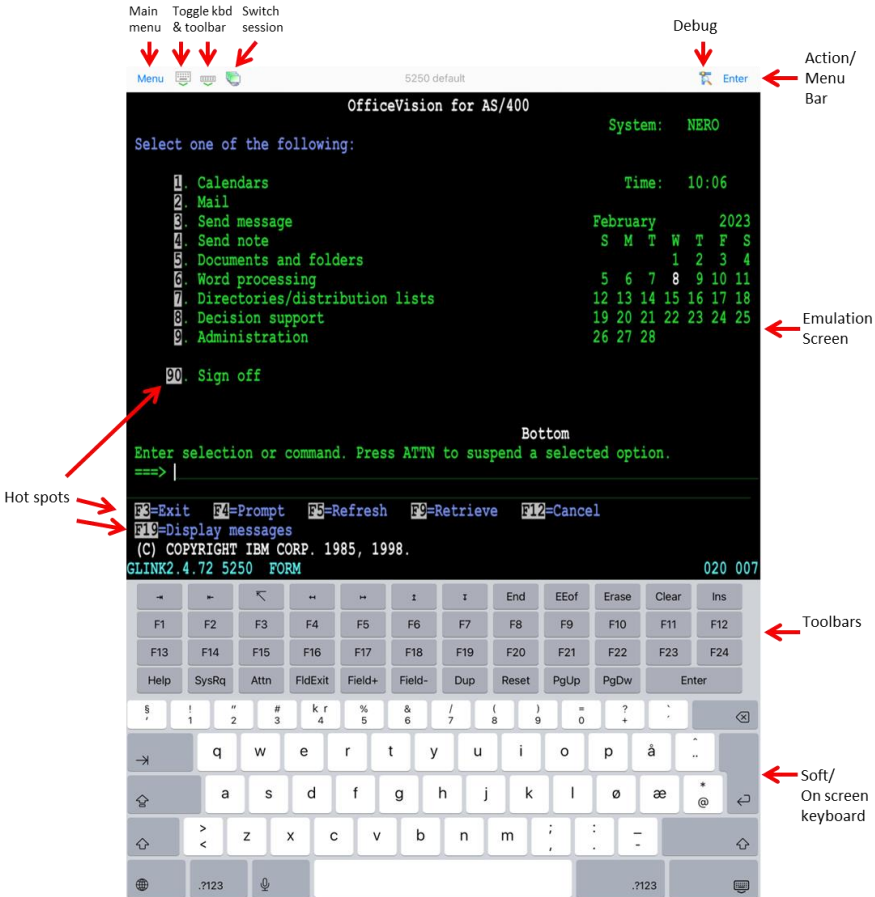 Main menu
Toggle kbd & toolbar
Switch session
Debug
Action/ Menu Bar
Menu 5250 default Enter
OfficeVision for AS/400
System: NERO
Select one of the following:
1. Calendars Time: 10:06
2. Mail
3. Send message February 2023
4. Send note S M T W T F S
5. Documents and folders 1 2 3 4
6. Word processing 5 6 7 8 9 10 11
7. Directories/distribution lists 12 13 14 15 16 17 18
8. Decision support 19 20 21 22 23 24 25
9. Administration 26 27 28
Emulation Screen
90. Sign off
Bottom
Enter selection or command. Press ATTN to suspend a selected option.
===>
Hot spots
F3=Exit F4=Prompt F5=Refresh F9=Retrieve F12=Cancel
F19=Display messages
(C) COPYRIGHT IBM CORP. 1985, 1998.
GLINK2.4.72 5250 FORM 020 007
End EEof Erase Clear Ins
F1 F2 F3 F4 F5 F6 F7 F8 F9 F10 F11 F12
Toolbars
F13 F14 F15 F16 F17 F18 F19 F20 F21 F22 F23 F24
Help SysRq Attn FldExit Field+ Field- Dup Reset PgUp PgDw Enter
§ ! " # k r % & / ( ) = ? `
' 1 2 3 4 5 6 7 8 9 0 + ´
q w e r t y u i o p å ^ ¨
a s d f g h j k l ø æ * @
Soft/ On screen keyboard
> < z x c v b n m ; , : . _ -
.?123 .?123